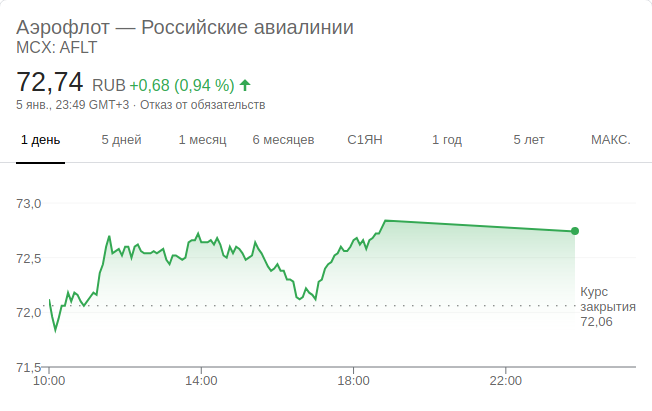 Аэрофлот — Российские авиалинии
MCX: AFLT
72,74 RUB +0,68 (0,94 %)
5 янв., 23:49 GMT+3 · Отказ от обязательств
1 день 5 дней 1 месяц 6 месяцев С1ЯН 1 год 5 лет МАКС.
73,0
72,5
72,0
71,5
Курс
закрытия
72,06
10:00 14:00 18:00 22:00